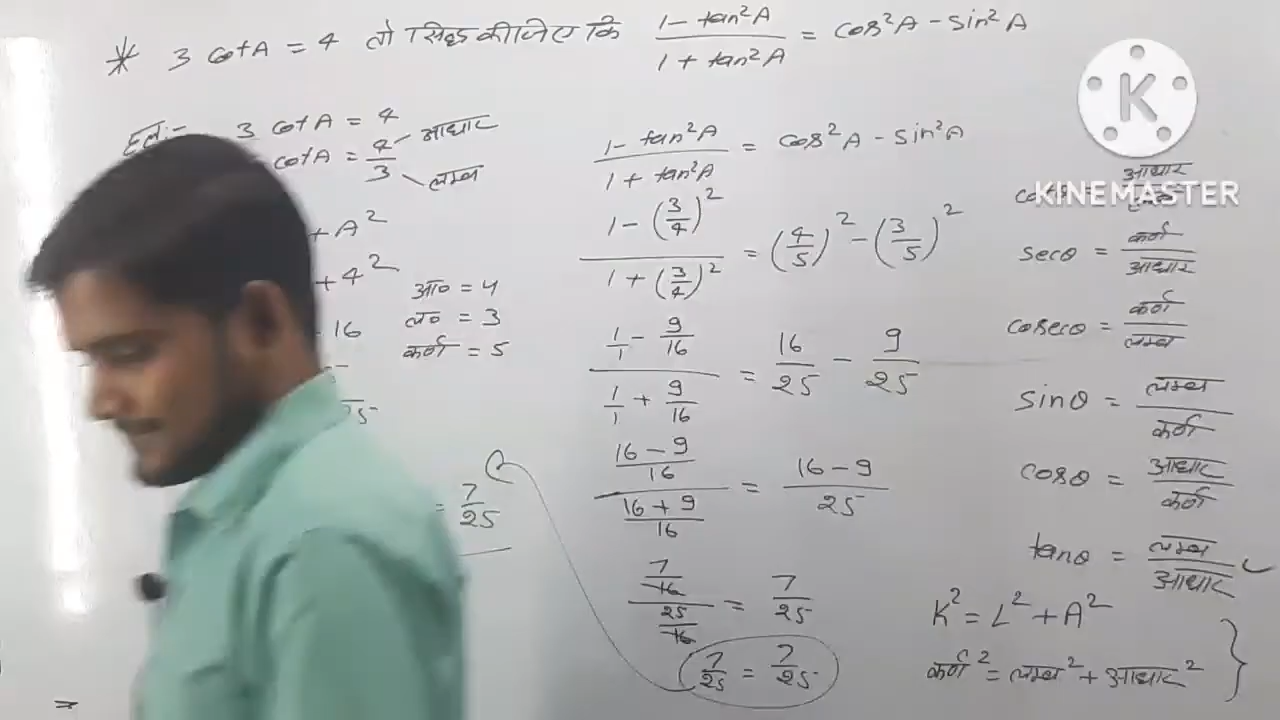 * 3 cotA = 4 तो सिद्ध कीजिए कि (1 - tan²A)/(1 + tan²A) = cos²A - sin²A
हल:- 3 cotA = 4
cotA = 4/3 आधार लम्ब
+ A²
+ 4²
16
आ० = 4
ल० = 3
कर्ण = 5
= 7/25
(1 - tan²A)/(1 + tan²A) = cos²A - sin²A
(1 - (3/4)²)/(1 + (3/4)²) = (4/5)² - (3/5)²
(1/1 - 9/16)/(1/1 + 9/16) = 16/25 - 9/25
((16 - 9)/16)/((16 + 9)/16) = (16 - 9)/25
(7/16)/(25/16) = 7/25
7/25 = 7/25
K
KINEMASTER
आधार
secθ = कर्ण/आधार
cosecθ = कर्ण/लम्ब
sinθ = लम्ब/कर्ण
cosθ = आधार/कर्ण
tanθ = लम्ब/आधार
K² = L² + A²
कर्ण² = लम्ब² + आधार²
=